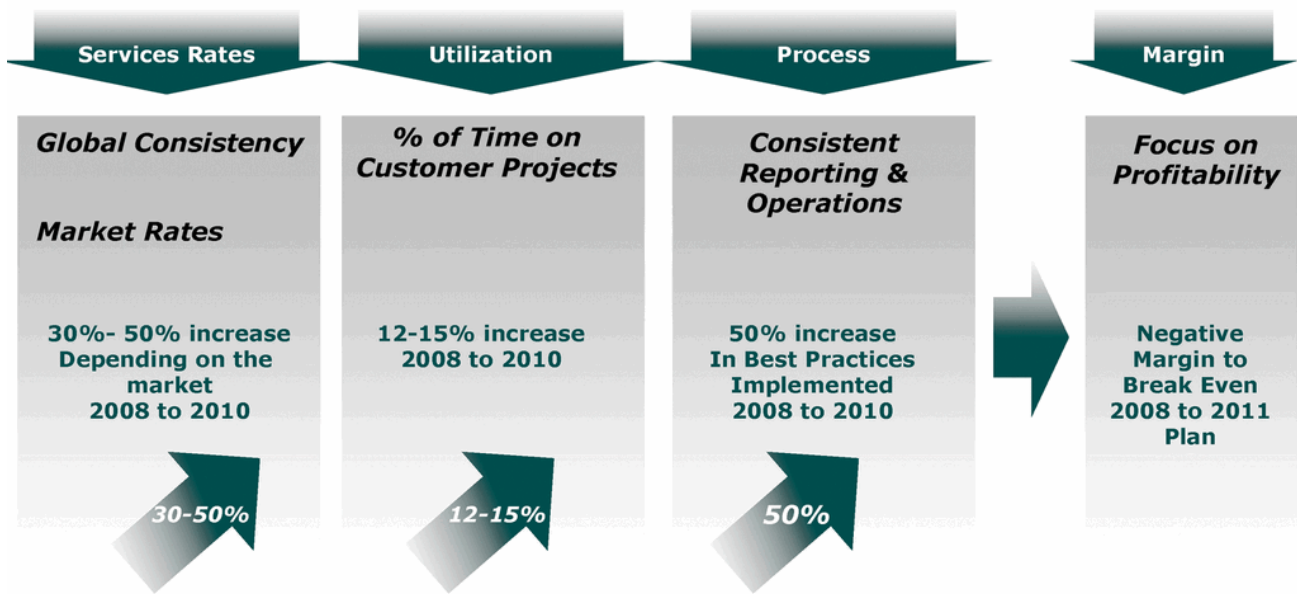 Services Rates
Utilization
Process
Margin
Global Consistency
Market Rates
30%- 50% increase
Depending on the
market
2008 to 2010
30-50%
% of Time on
Customer Projects
12-15% increase
2008 to 2010
12-15%
Consistent
Reporting &
Operations
50% increase
In Best Practices
Implemented
2008 to 2010
50%
Focus on
Profitability
Negative
Margin to
Break Even
2008 to 2011
Plan